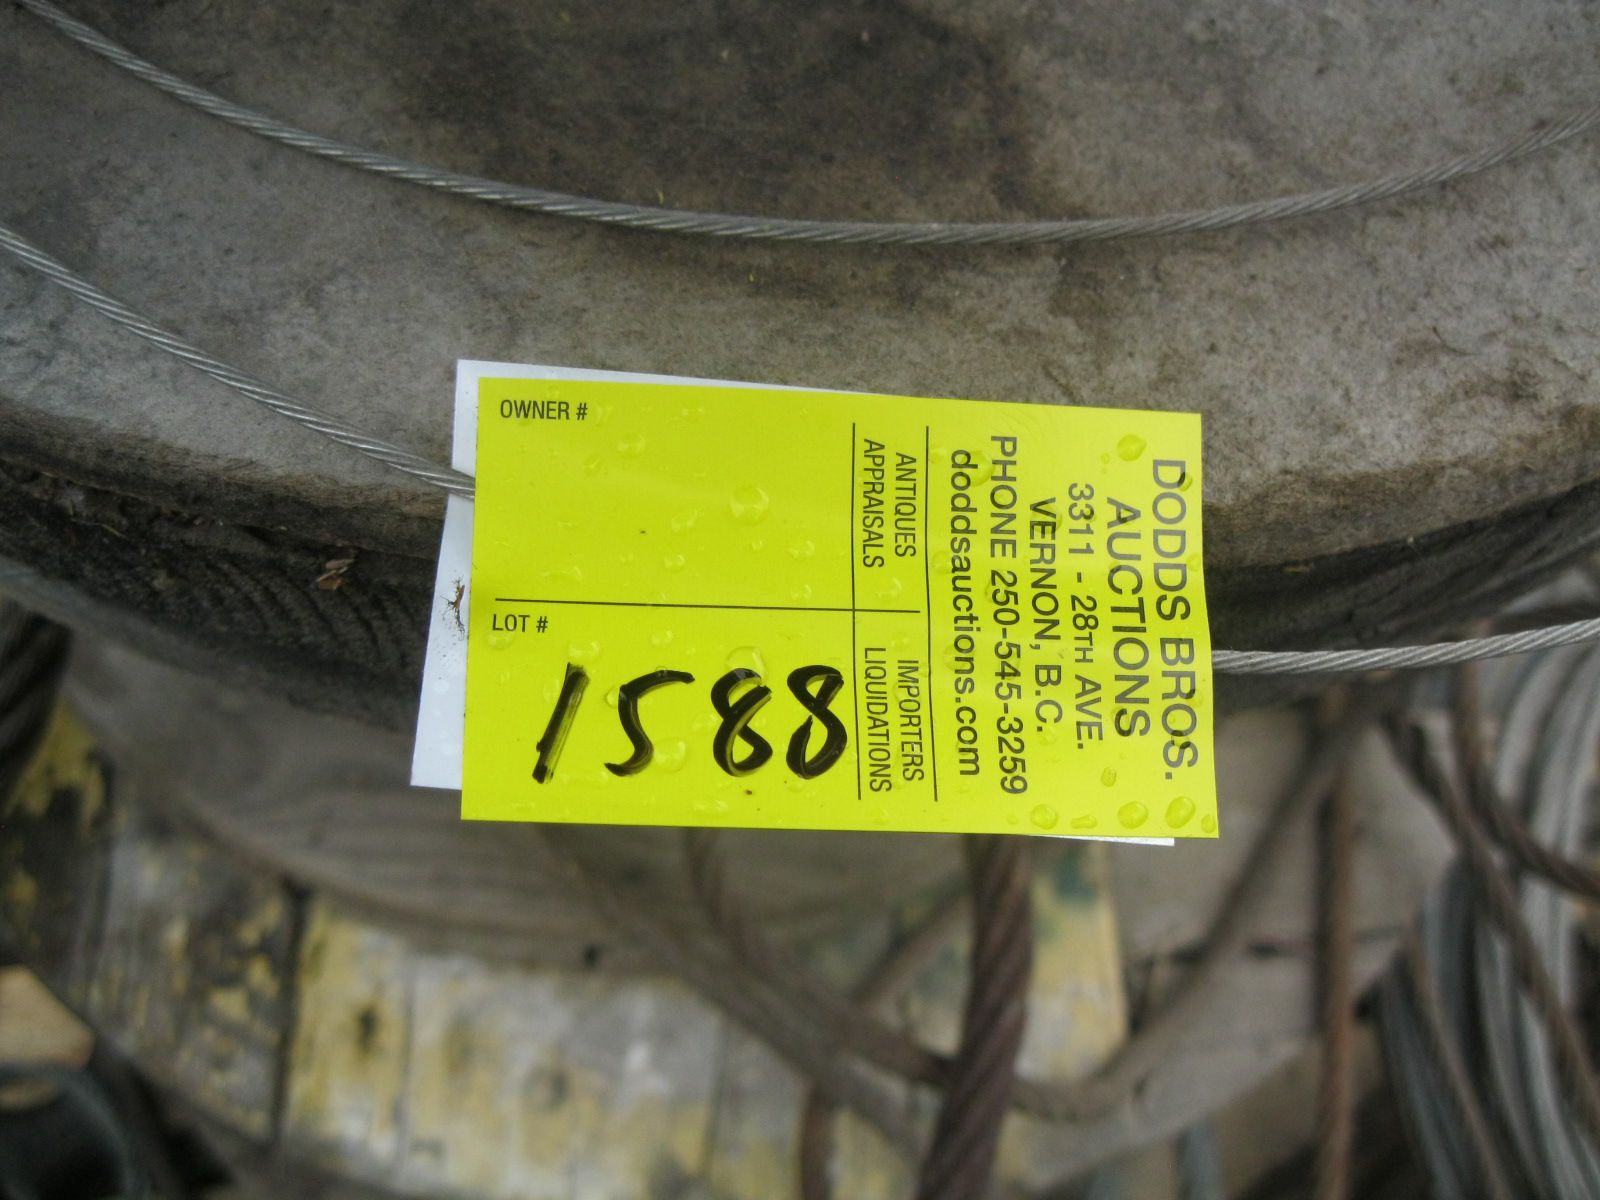 DODDS BROS.
AUCTIONS
3311 - 28TH AVE.
VERNON, B.C.
PHONE 250-545-3259
doddsauctions.com
ANTIQUES
APPRAISALS
IMPORTERS
LIQUIDATIONS
OWNER #
LOT #
1588